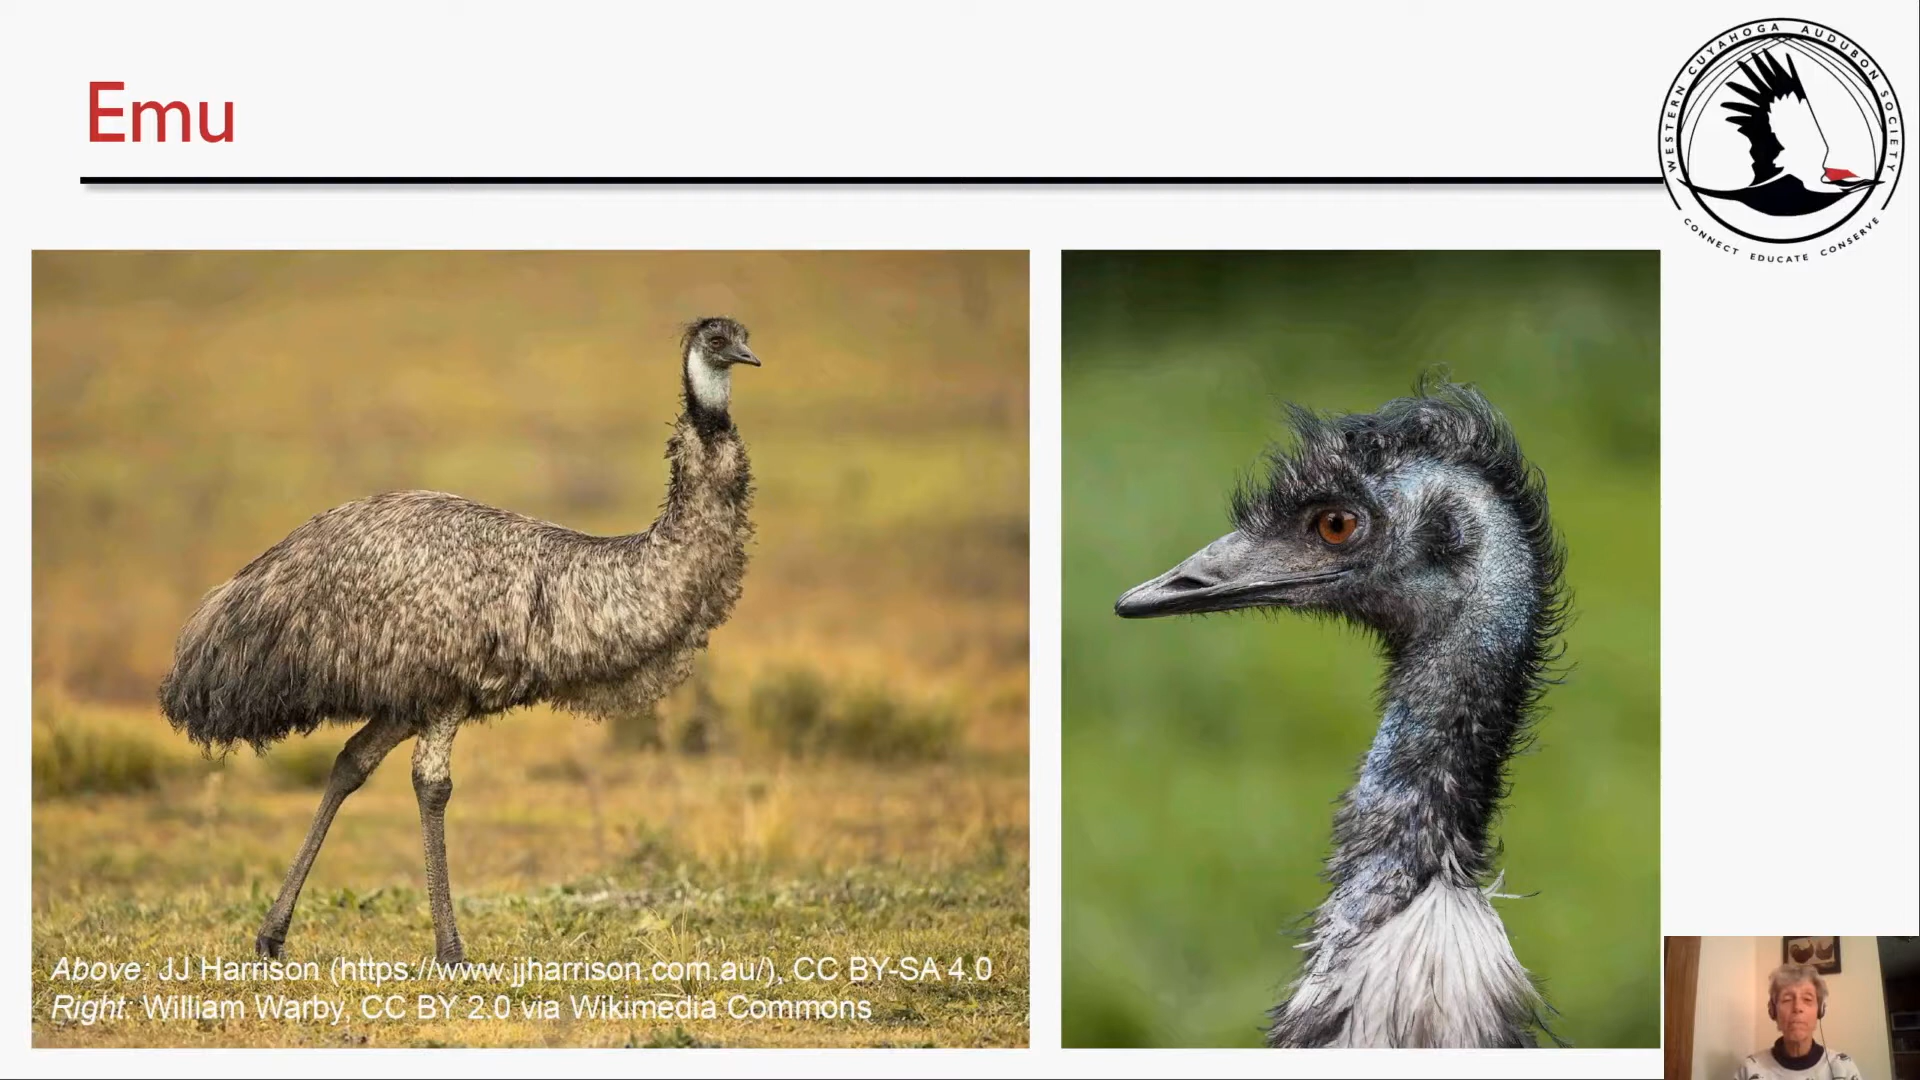 Emu
WESTERN CUYAHOGA AUDUBON SOCIETY
CONNECT EDUCATE CONSERVE
Above: JJ Harrison (https://www.jjharrison.com.au/), CC BY-SA 4.0
Right: William Warby, CC BY 2.0 via Wikimedia Commons